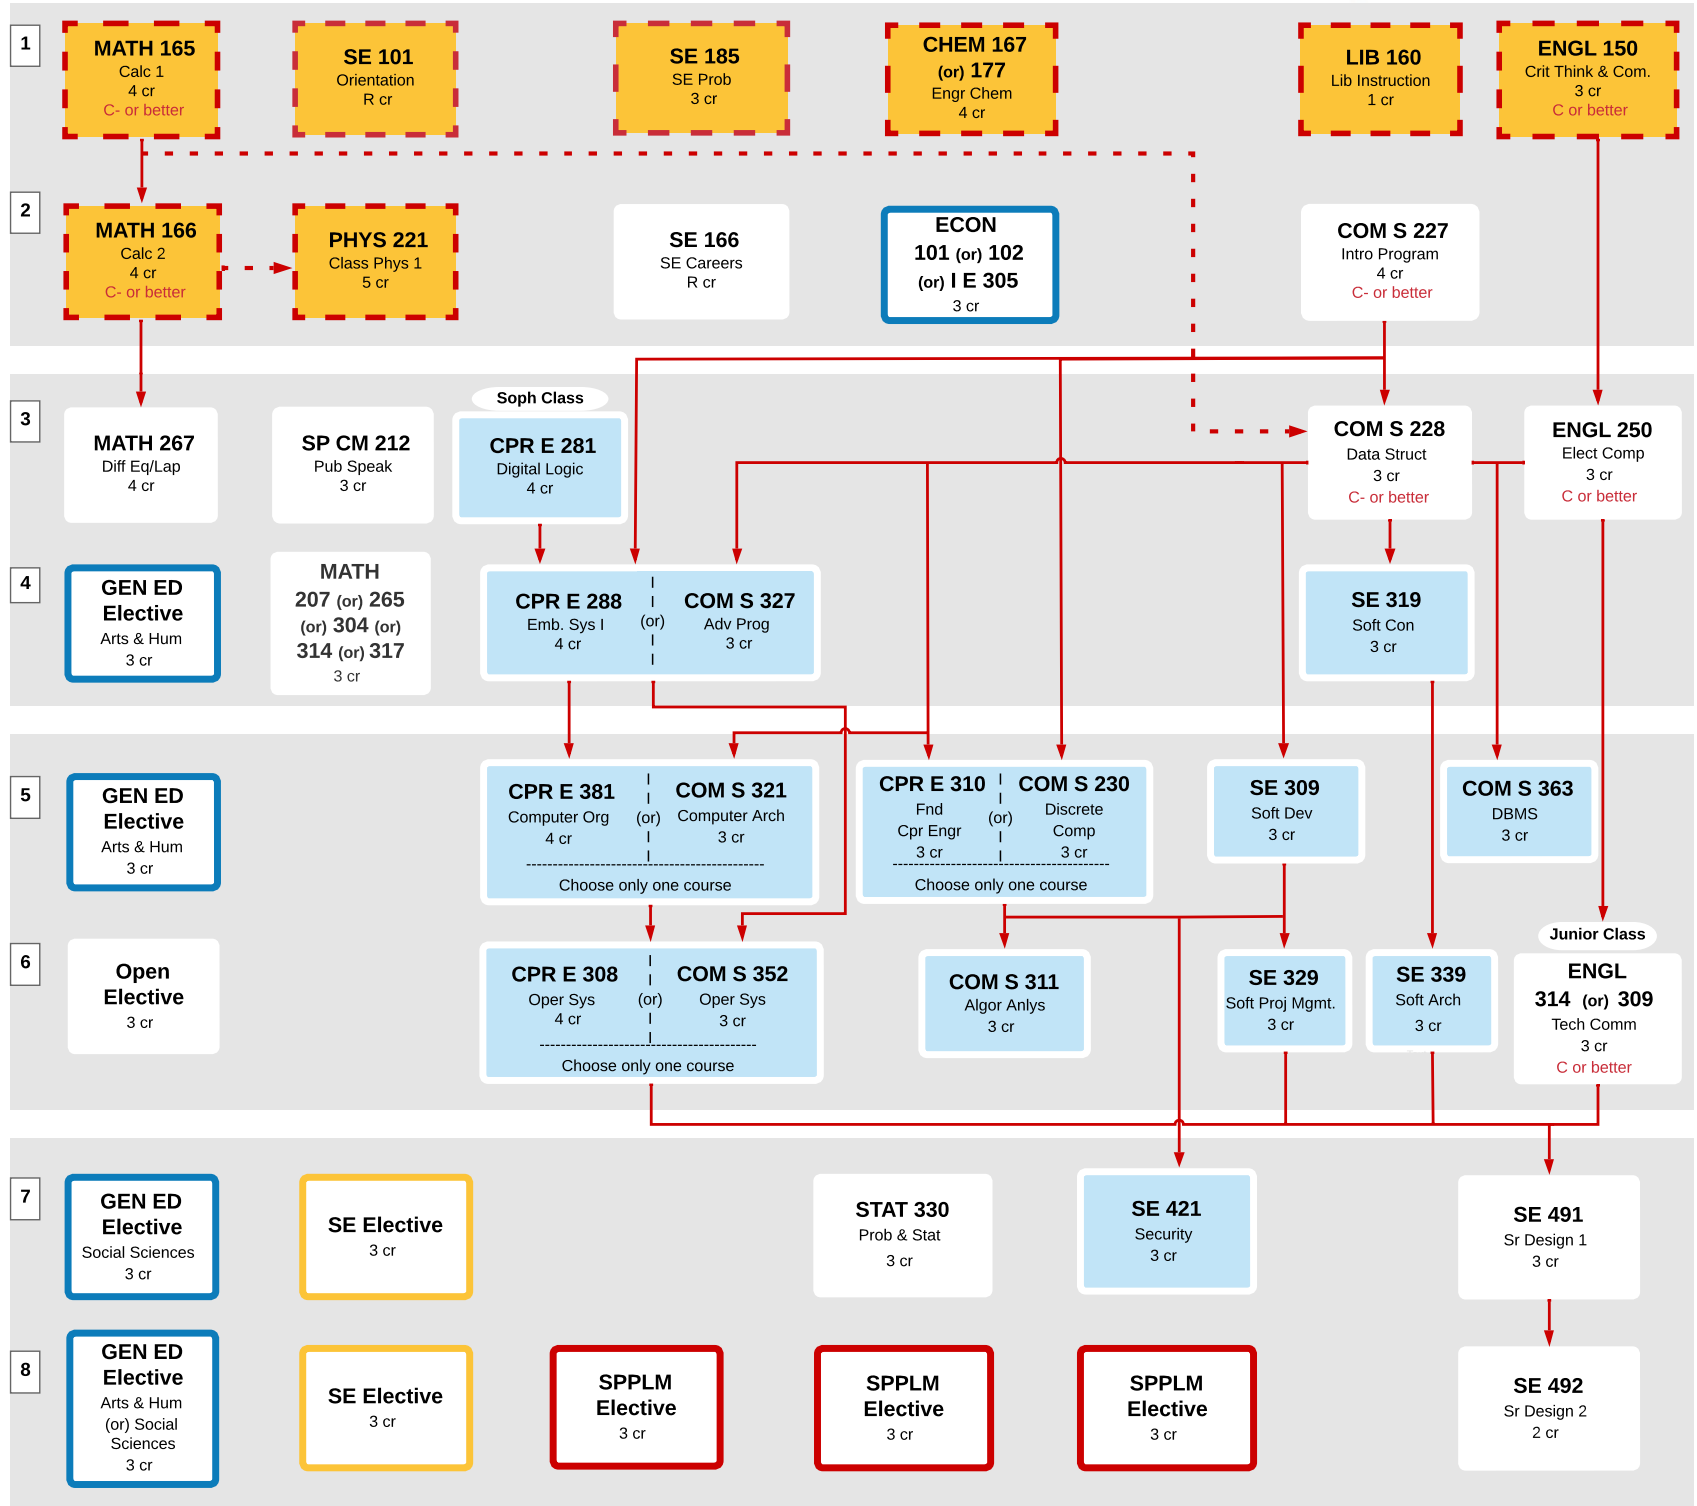 1
MATH 165
Calc 1
4 cr
C- or better
SE 101
Orientation
R cr
SE 185
SE Prob
3 cr
CHEM 167
(or) 177
Engr Chem
4 cr
LIB 160
Lib Instruction
1 cr
ENGL 150
Crit Think & Com.
3 cr
C or better
2
MATH 166
Calc 2
4 cr
C- or better
PHYS 221
Class Phys 1
5 cr
SE 166
SE Careers
R cr
ECON
101 (or) 102
(or) I E 305
3 cr
COM S 227
Intro Program
4 cr
C- or better
3
MATH 267
Diff Eq/Lap
4 cr
SP CM 212
Pub Speak
3 cr
Soph Class
CPR E 281
Digital Logic
4 cr
COM S 228
Data Struct
3 cr
C- or better
ENGL 250
Elect Comp
3 cr
C or better
4
GEN ED
Elective
Arts & Hum
3 cr
MATH
207 (or) 265
(or) 304 (or)
314 (or) 317
3 cr
CPR E 288
Emb. Sys I
4 cr
(or)
COM S 327
Adv Prog
3 cr
SE 319
Soft Con
3 cr
5
GEN ED
Elective
Arts & Hum
3 cr
CPR E 381
Computer Org
4 cr
(or)
COM S 321
Computer Arch
3 cr
Choose only one course
CPR E 310
Fnd
Cpr Engr
3 cr
(or)
COM S 230
Discrete
Comp
3 cr
Choose only one course
SE 309
Soft Dev
3 cr
COM S 363
DBMS
3 cr
6
Open
Elective
3 cr
CPR E 308
Oper Sys
4 cr
(or)
COM S 352
Oper Sys
3 cr
Choose only one course
COM S 311
Algor Anlys
3 cr
SE 329
Soft Proj Mgmt.
3 cr
SE 339
Soft Arch
3 cr
Junior Class
ENGL
314 (or) 309
Tech Comm
3 cr
C or better
7
GEN ED
Elective
Social Sciences
3 cr
SE Elective
3 cr
STAT 330
Prob & Stat
3 cr
SE 421
Security
3 cr
SE 491
Sr Design 1
3 cr
8
GEN ED
Elective
Arts & Hum
(or) Social
Sciences
3 cr
SE Elective
3 cr
SPPLM
Elective
3 cr
SPPLM
Elective
3 cr
SPPLM
Elective
3 cr
SE 492
Sr Design 2
2 cr